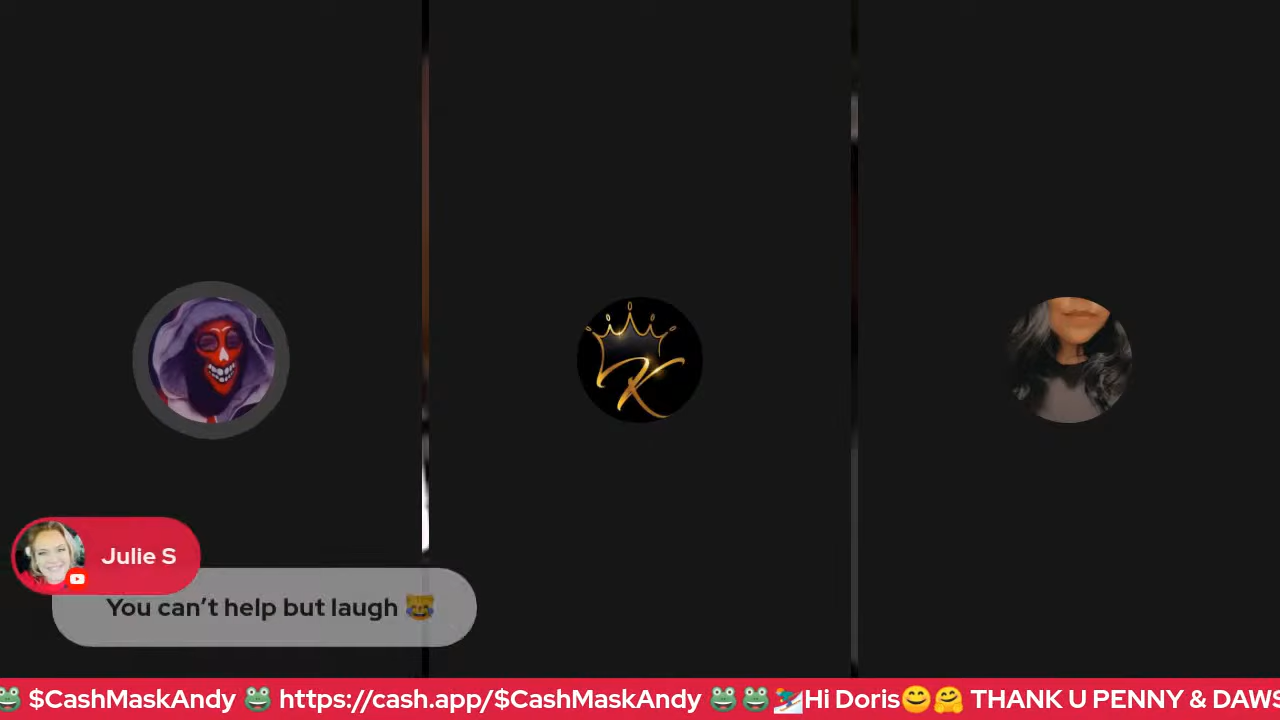 K
Julie S
You can’t help but laugh 😹
🐸 $CashMaskAndy 🐸 https://cash.app/$CashMaskAndy 🐸 🐸 ⛷️Hi Doris😊🤗 THANK U PENNY & DAWS